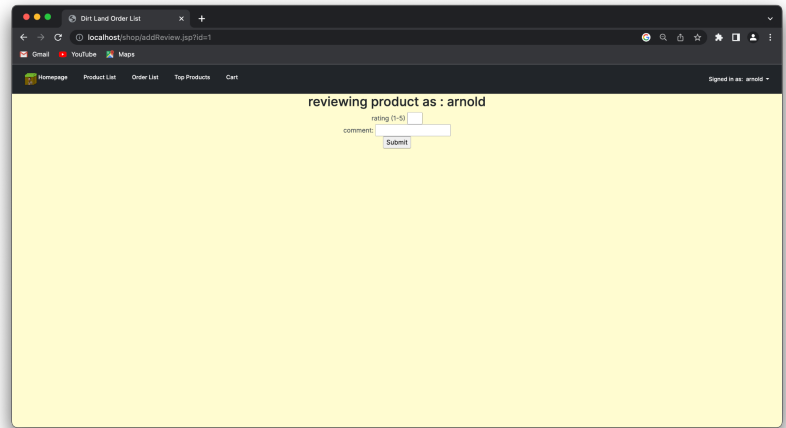 Dirt Land Order List
localhost/shop/addReview.jsp?id=1
Gmail YouTube Maps
Homepage Product List Order List Top Products Cart Signed in as: arnold
reviewing product as : arnold
rating (1-5)
comment:
Submit